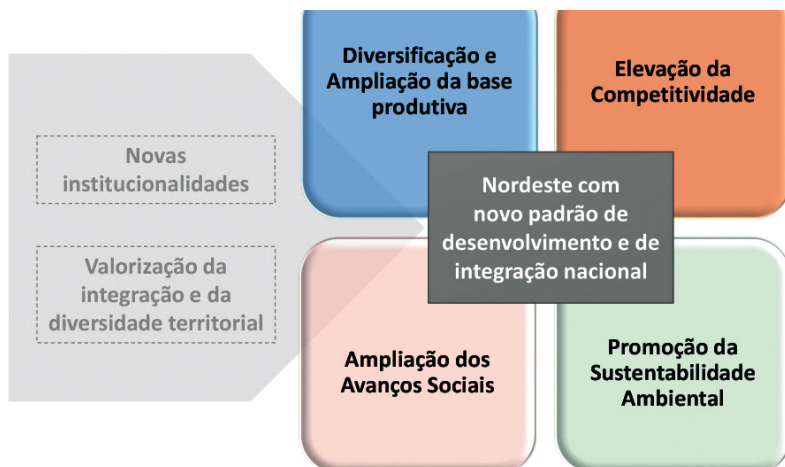 Diversificação e
Ampliação da base
produtiva
Elevação da
Competitividade
Novas
institucionalidades
Nordeste com
novo padrão de
desenvolvimento e de
integração nacional
Valorização da
integração e da
diversidade territorial
Ampliação dos
Avanços Sociais
Promoção da
Sustentabilidade
Ambiental